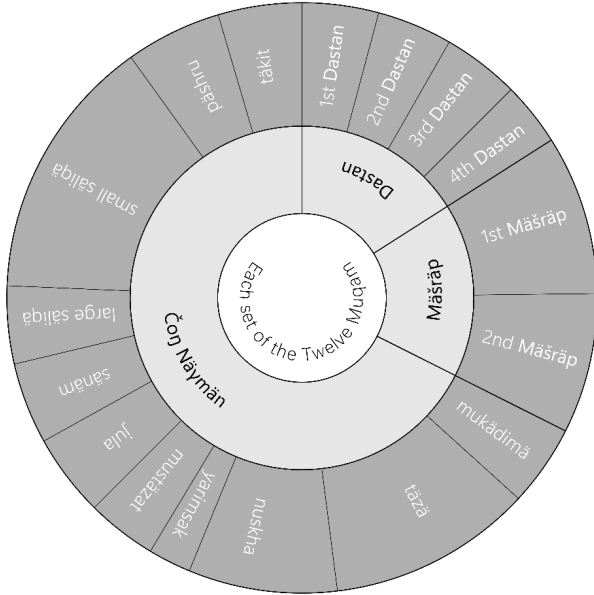 Each set of the Twelve Muqam
Dastan
Mäšräp
Čoŋ Näymän
1st Dastan
2nd Dastan
3rd Dastan
4th Dastan
1st Mäšräp
2nd Mäšräp
mukädimä
täzä
nuskha
yarimsak
mustäzat
jula
sänäm
large säliqä
small säliqä
päshru
täkit